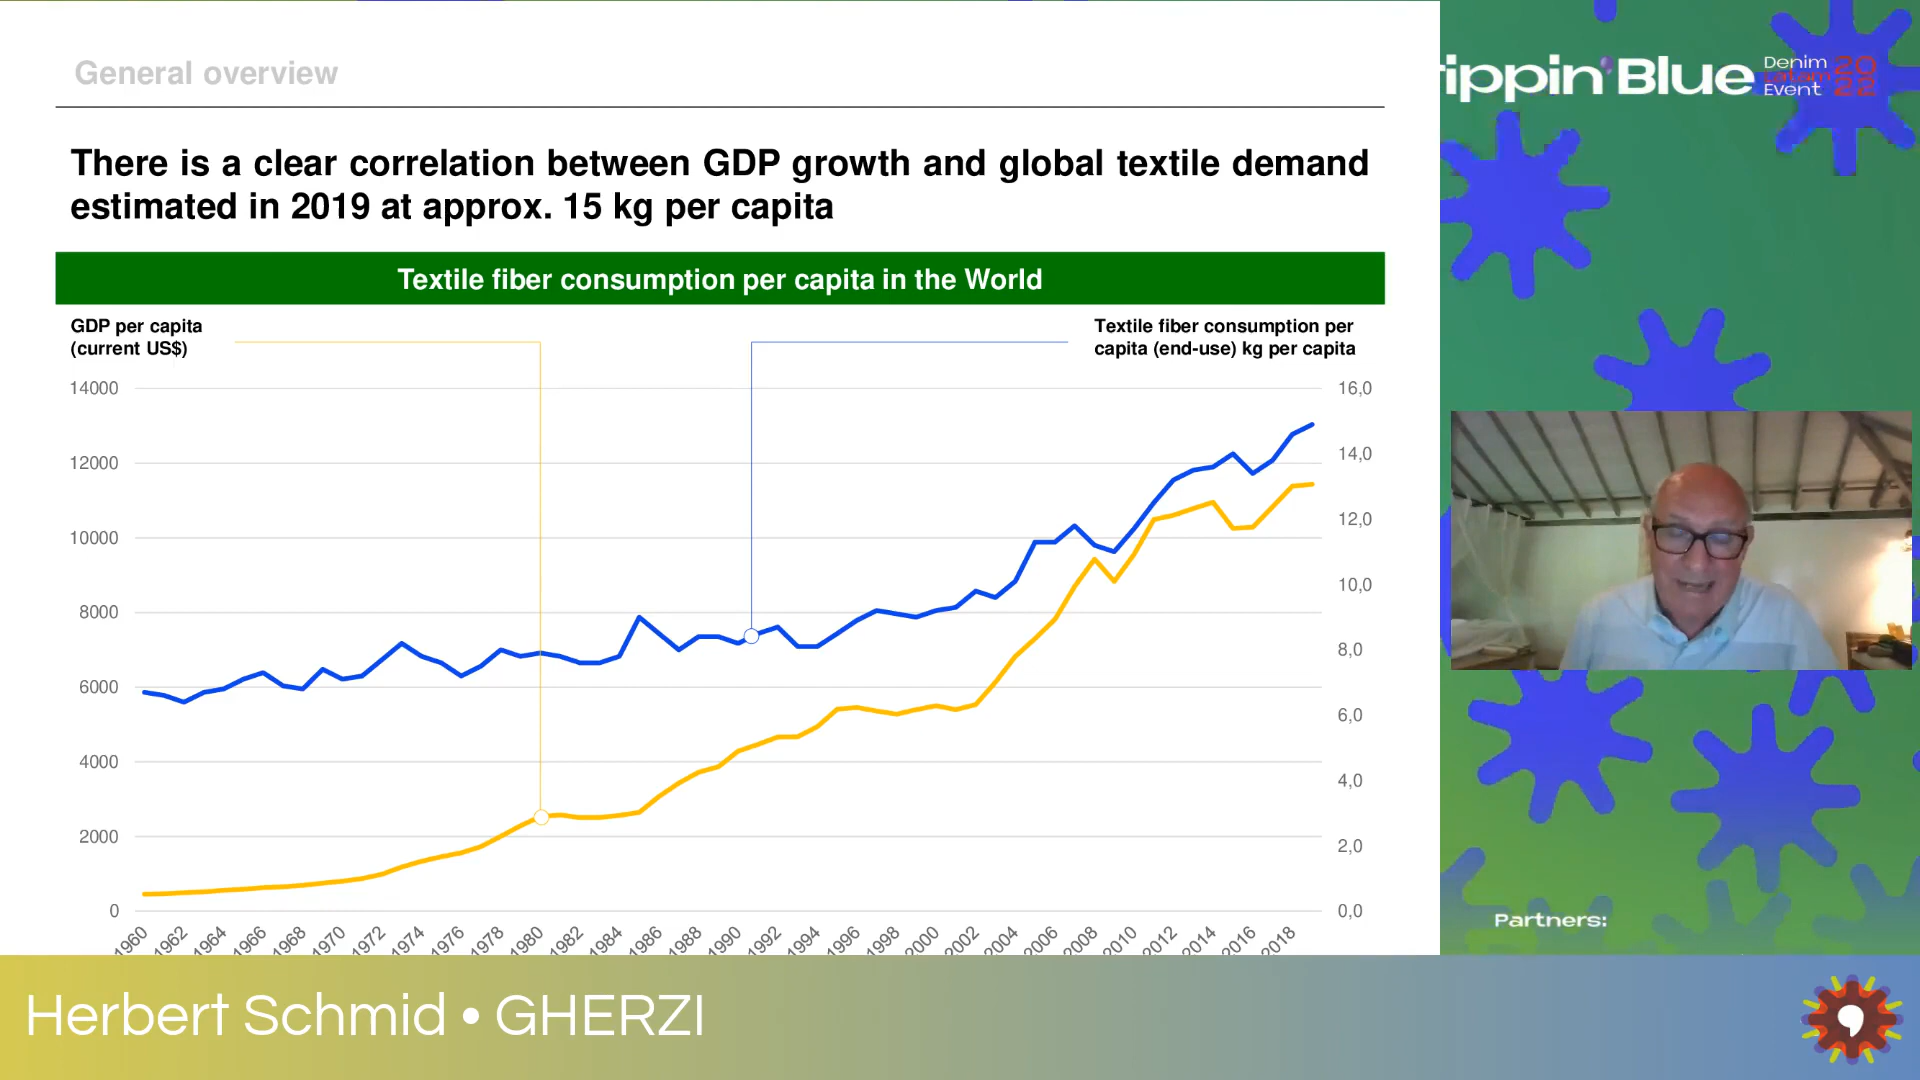 General overview
There is a clear correlation between GDP growth and global textile demand
estimated in 2019 at approx. 15 kg per capita
Textile fiber consumption per capita in the World
GDP per capita
(current US$)
Textile fiber consumption per
capita (end-use) kg per capita
14000
12000
10000
8000
6000
4000
2000
0
16,0
14,0
12,0
10,0
8,0
6,0
4,0
2,0
0,0
1960 1962 1964 1966 1968 1970 1972 1974 1976 1978 1980 1982 1984 1986 1988 1990 1992 1994 1996 1998 2000 2002 2004 2006 2008 2010 2012 2014 2016 2018
rippin' Blue
Denim
Latam
Event
20
22
Partners:
Herbert Schmid • GHERZI